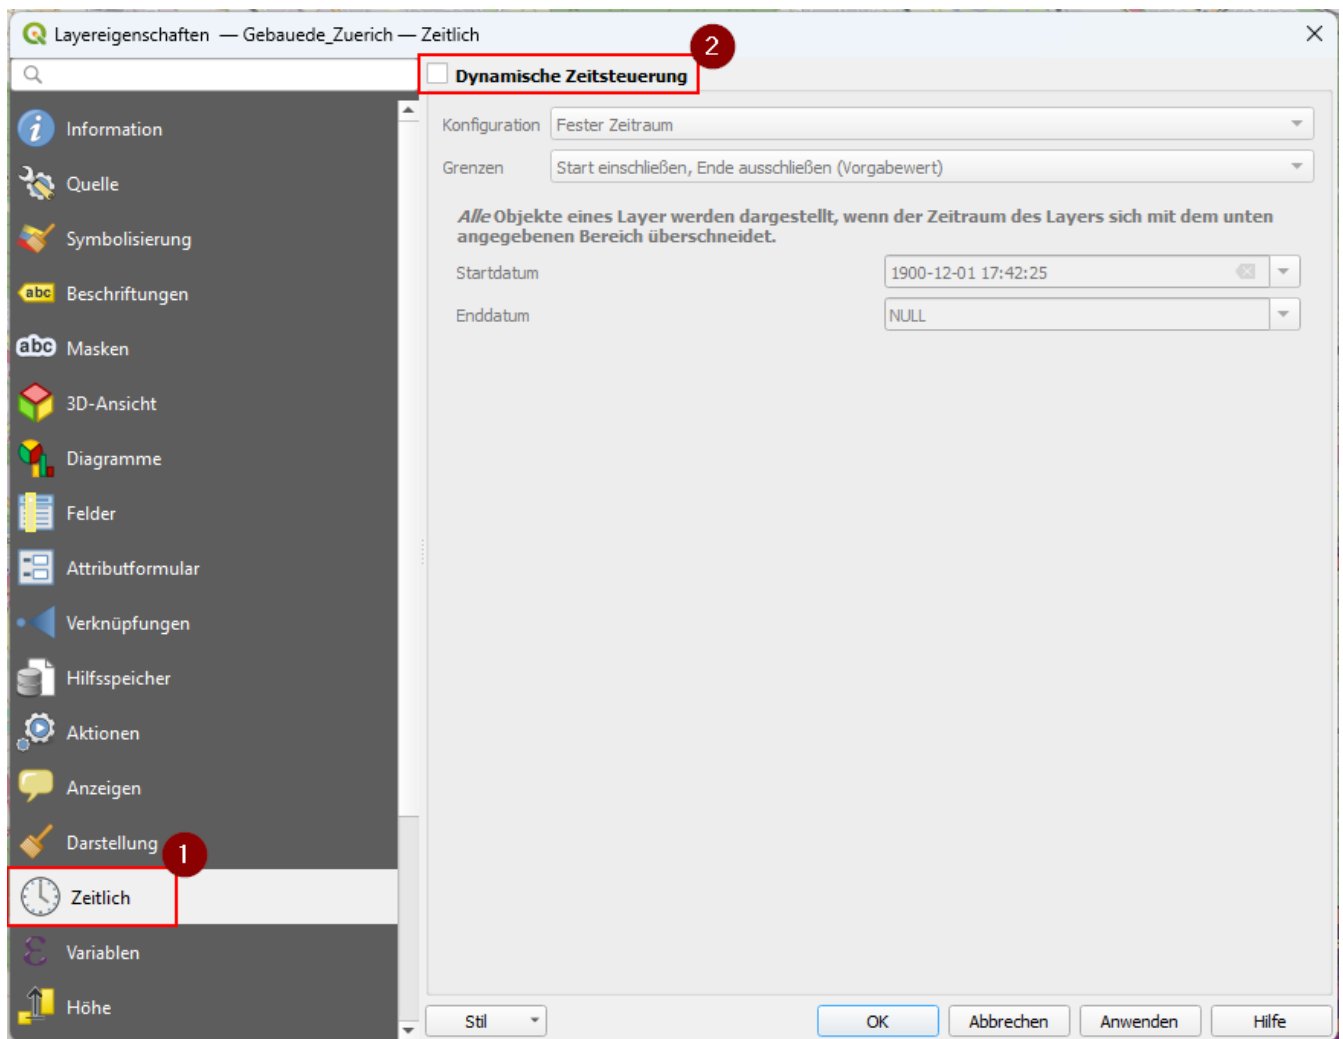 Layereigenschaften — Gebauede_Zuerich — Zeitlich
2
Dynamische Zeitsteuerung
Information
Quelle
Symbolisierung
abc Beschriftungen
abc Masken
3D-Ansicht
Diagramme
Felder
Attributformular
Verknüpfungen
Hilfsspeicher
Aktionen
Anzeigen
Darstellung
1
Zeitlich
Variablen
Höhe
Konfiguration Fester Zeitraum
Grenzen Start einschließen, Ende ausschließen (Vorgabewert)
Alle Objekte eines Layer werden dargestellt, wenn der Zeitraum des Layers sich mit dem unten
angegebenen Bereich überschneidet.
Startdatum 1900-12-01 17:42:25
Enddatum NULL
Stil OK Abbrechen Anwenden Hilfe